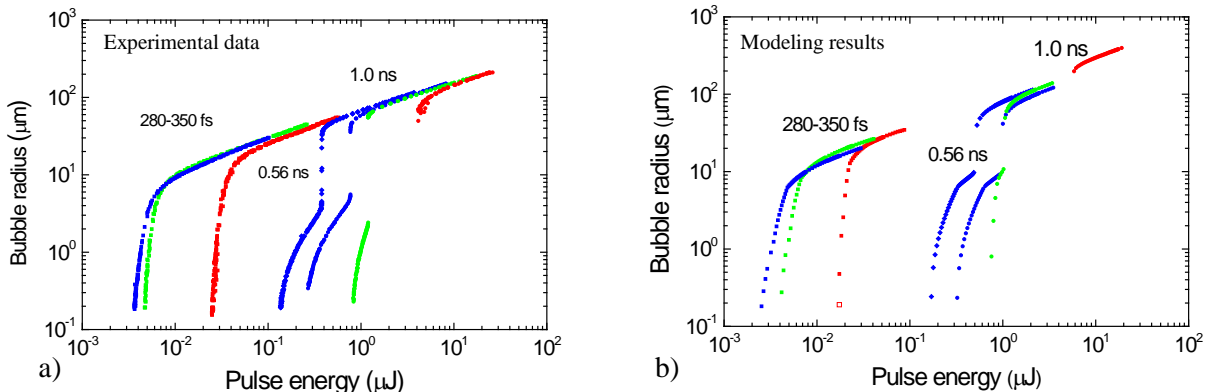 Experimental data
1.0 ns
280-350 fs
0.56 ns
10³
10²
10¹
10⁰
10⁻¹
10⁻³ 10⁻² 10⁻¹ 10⁰ 10¹ 10²
Bubble radius (µm)
Pulse energy (µJ)
a)
Modeling results
1.0 ns
280-350 fs
0.56 ns
10³
10²
10¹
10⁰
10⁻¹
10⁻³ 10⁻² 10⁻¹ 10⁰ 10¹ 10²
Bubble radius (µm)
Pulse energy (µJ)
b)